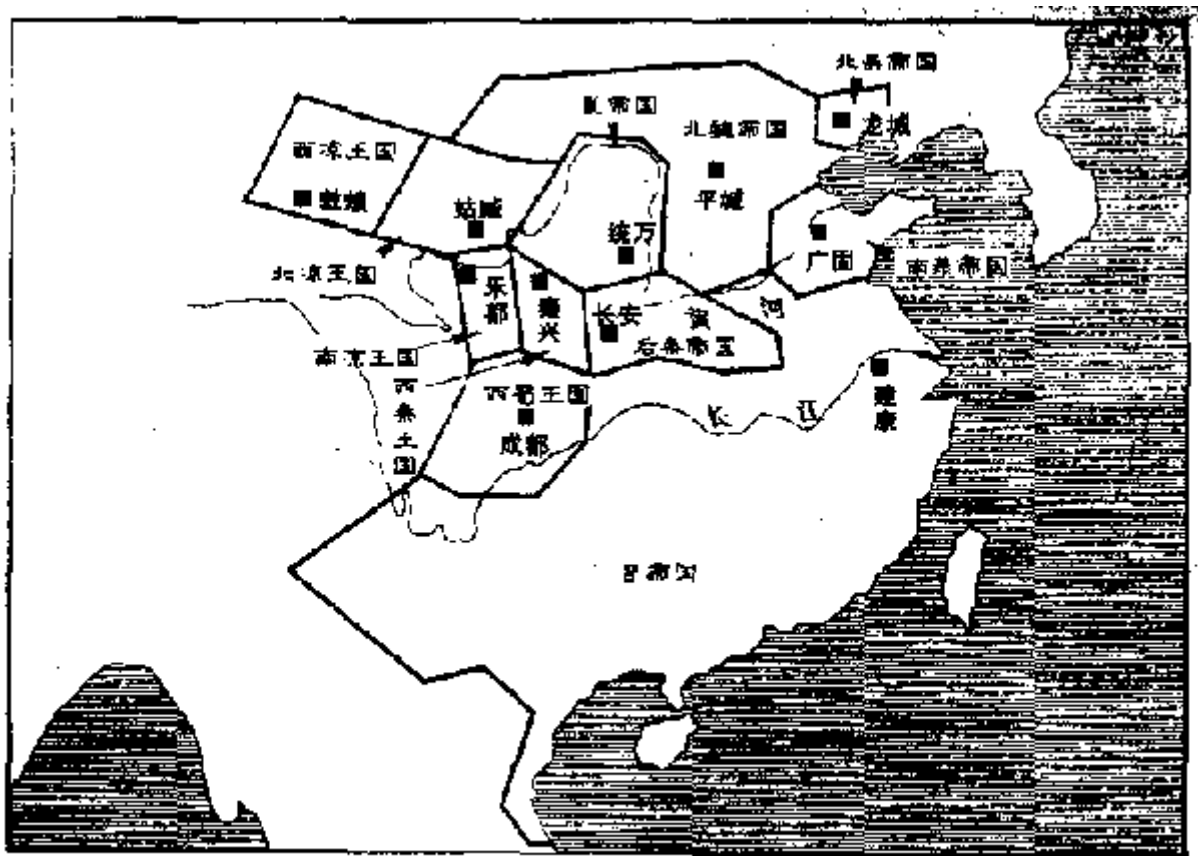 北燕帝国
龙城
夏帝国
北魏帝国
平城
西凉王国
敦煌
姑臧
统万
广固
南燕帝国
北凉王国
乐都
长安
后秦帝国
黄
河
南凉王国
西秦王国
西蜀王国
成都
建康
长
江
晋帝国